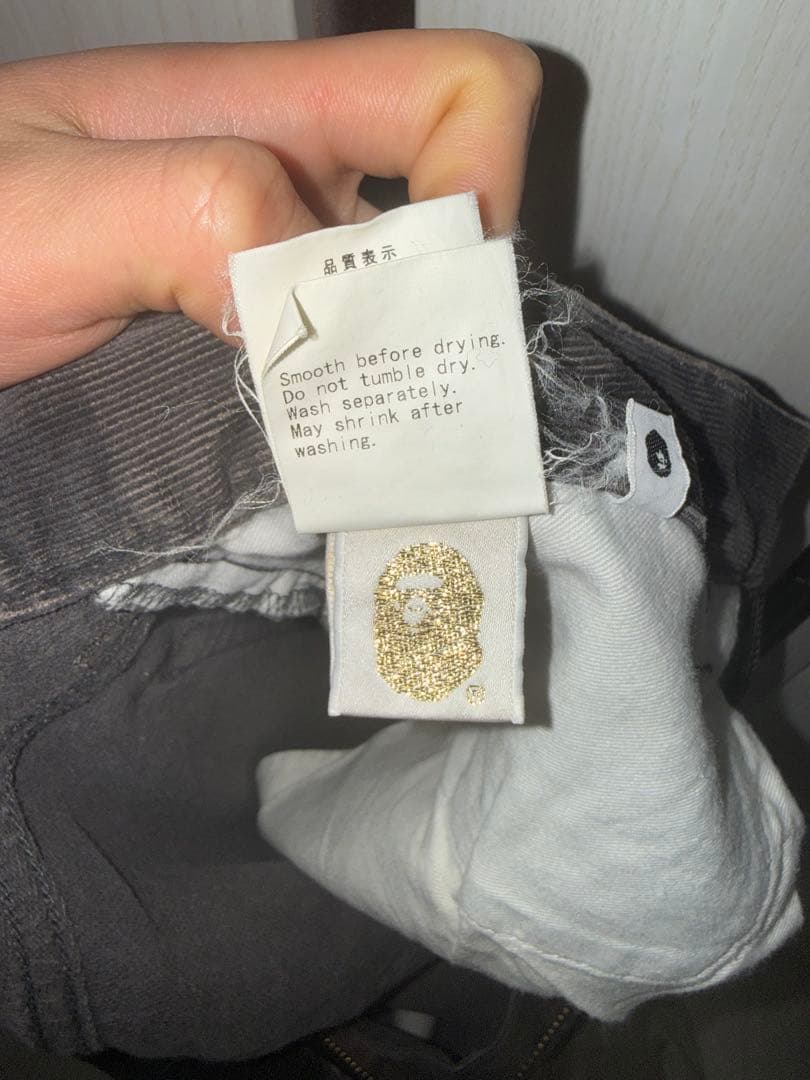 品質表示
Smooth before drying.
Do not tumble dry.
Wash separately.
May shrink after
washing.